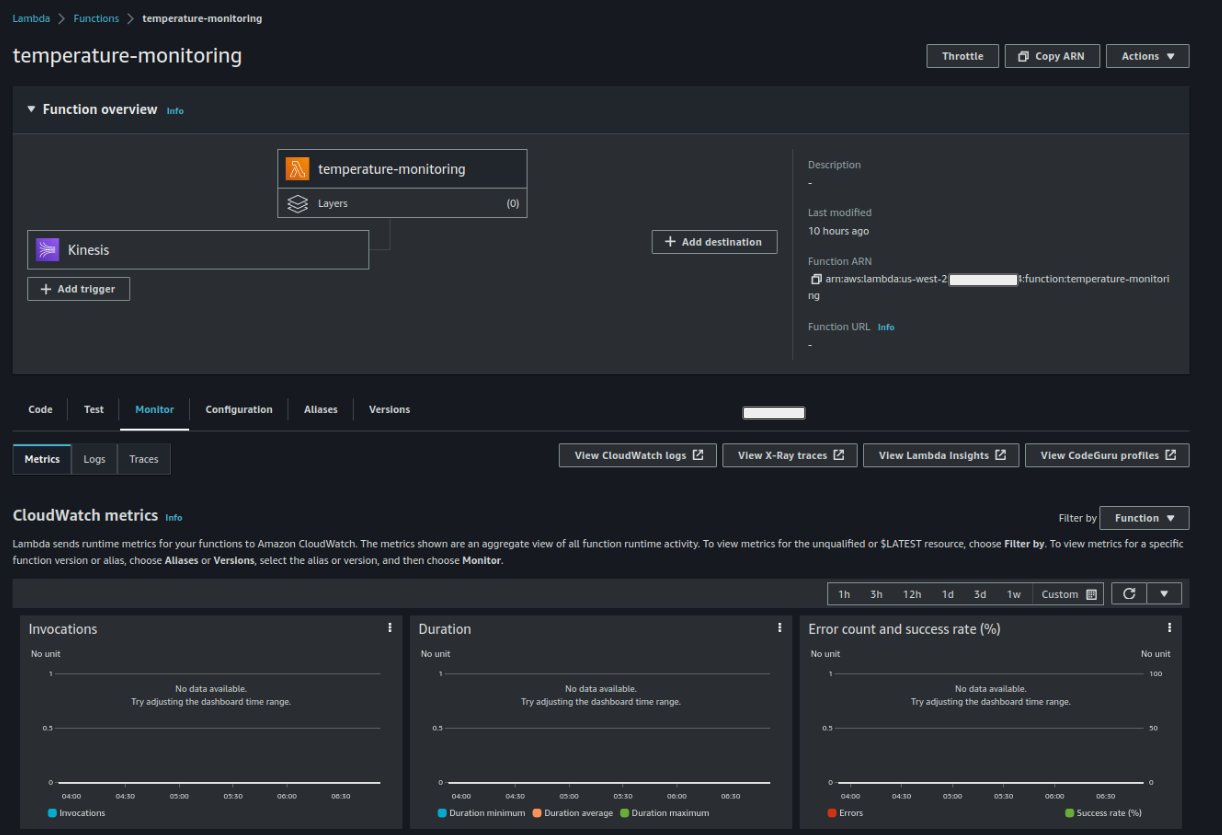 Lambda > Functions > temperature-monitoring
temperature-monitoring
Throttle Copy ARN Actions
Function overview Info
temperature-monitoring
Layers (0)
Kinesis
+ Add trigger
+ Add destination
Description
-
Last modified
10 hours ago
Function ARN
arn:aws:lambda:us-west-2 :function:temperature-monitori
ng
Function URL Info
-
Code Test Monitor Configuration Aliases Versions
Metrics Logs Traces
View CloudWatch logs View X-Ray traces View Lambda Insights View CodeGuru profiles
CloudWatch metrics Info
Filter by Function
Lambda sends runtime metrics for your functions to Amazon CloudWatch. The metrics shown are an aggregate view of all function runtime activity. To view metrics for the unqualified or $LATEST resource, choose Filter by. To view metrics for a specific
function version or alias, choose Aliases or Versions, select the alias or version, and then choose Monitor.
1h 3h 12h 1d 3d 1w Custom
Invocations
No unit
1
No data available.
Try adjusting the dashboard time range.
0.5
0
04:00 04:30 05:00 05:30 06:00 06:30
Invocations
Duration
No unit
1
No data available.
Try adjusting the dashboard time range.
0.5
0
04:00 04:30 05:00 05:30 06:00 06:30
Duration minimum Duration average Duration maximum
Error count and success rate (%)
No unit No unit
1 100
No data available.
Try adjusting the dashboard time range.
0.5 50
0 0
04:00 04:30 05:00 05:30 06:00 06:30
Errors Success rate (%)